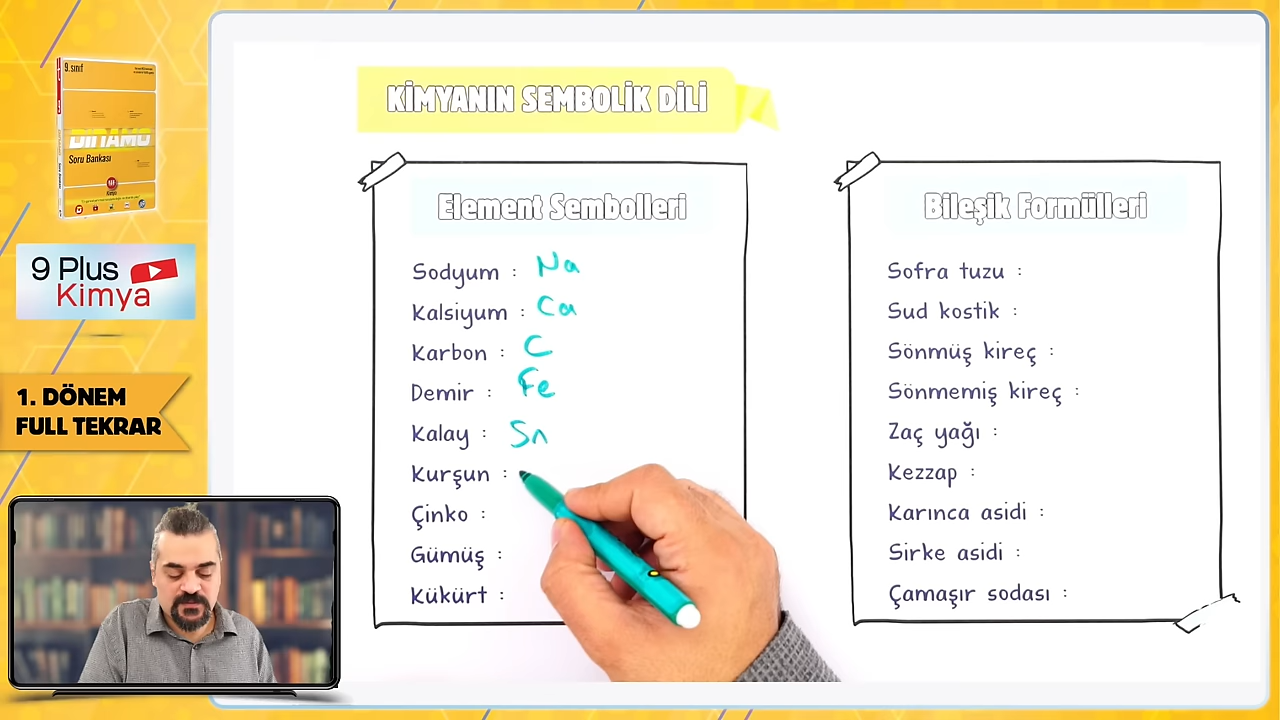 9.sınıf
DİNAMO
Soru Bankası
Kimya
9 Plus
Kimya
1. DÖNEM
FULL TEKRAR
KİMYANIN SEMBOLİK DİLİ
Element Sembolleri
Sodyum : Na
Kalsiyum : Ca
Karbon : C
Demir : Fe
Kalay : Sn
Kurşun :
Çinko :
Gümüş :
Kükürt :
Bileşik Formülleri
Sofra tuzu :
Sud kostik :
Sönmüş kireç :
Sönmemiş kireç :
Zaç yağı :
Kezzap :
Karınca asidi :
Sirke asidi :
Çamaşır sodası :